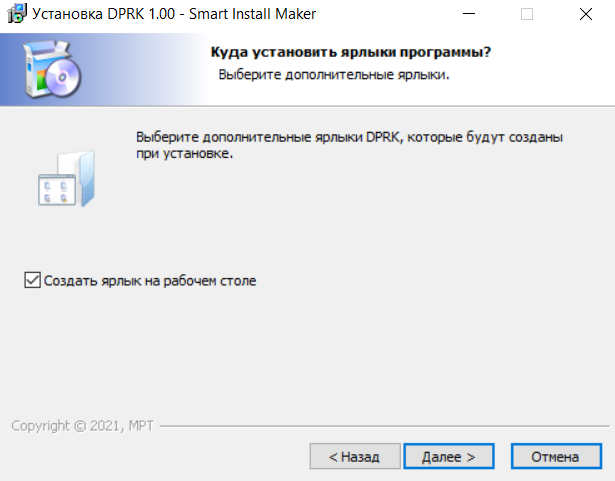 Установка DPRK 1.00 - Smart Install Maker
Куда установить ярлыки программы?
Выберите дополнительные ярлыки.
Выберите дополнительные ярлыки DPRK, которые будут созданы
при установке.
Создать ярлык на рабочем столе
Copyright © 2021, MPT
< Назад
Далее >
Отмена